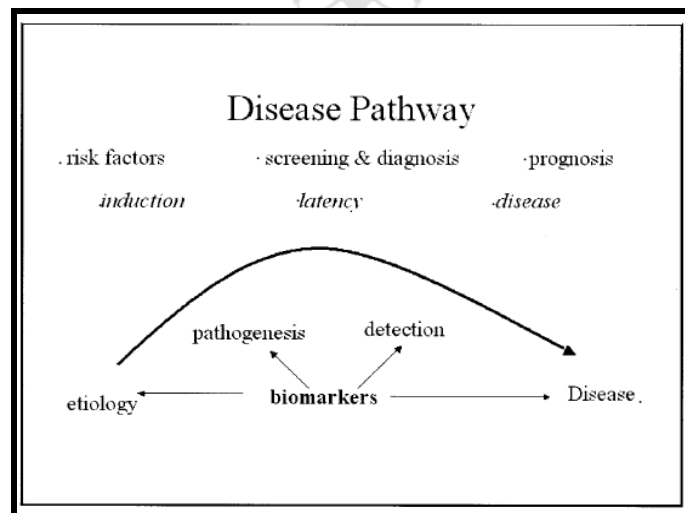 Disease Pathway
. risk factors · screening & diagnosis · prognosis
·induction ·latency ·disease
pathogenesis detection
etiology biomarkers Disease .